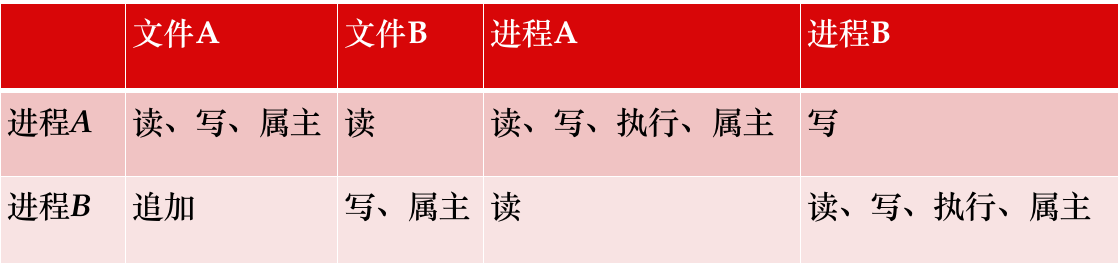 文件A 文件B 进程A 进程B
进程A 读、写、属主 读 读、写、执行、属主 写
进程B 追加 写、属主 读 读、写、执行、属主